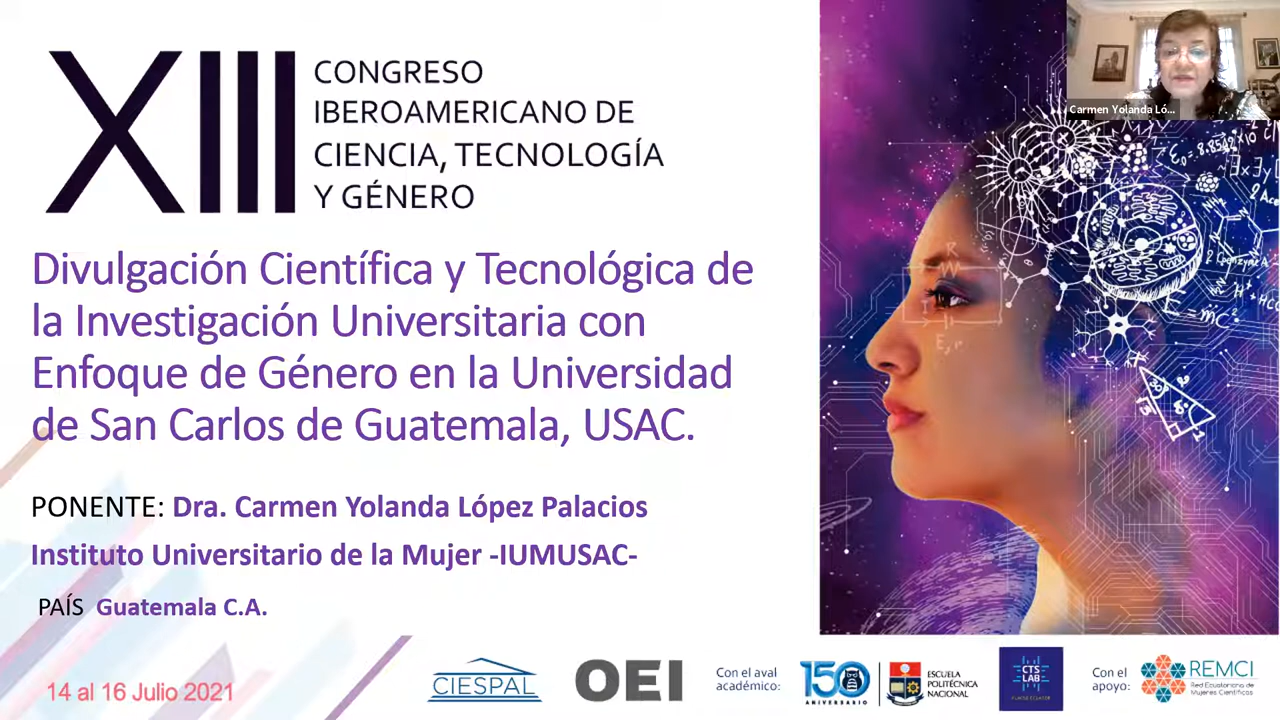 XIII
CONGRESO
IBEROAMERICANO DE
CIENCIA, TECNOLOGÍA
Y GÉNERO
Divulgación Científica y Tecnológica de
la Investigación Universitaria con
Enfoque de Género en la Universidad
de San Carlos de Guatemala, USAC.
PONENTE: Dra. Carmen Yolanda López Palacios
Instituto Universitario de la Mujer -IUMUSAC-
PAÍS Guatemala C.A.
14 al 16 Julio 2021
CIESPAL
OEI
Con el aval
académico:
150
ANIVERSARIO
ESCUELA
POLITÉCNICA
NACIONAL
CTS
LAB
Con el
apoyo:
REMCI
Red Ecuatoriana de
Mujeres Científicas
Carmen Yolanda Ló...